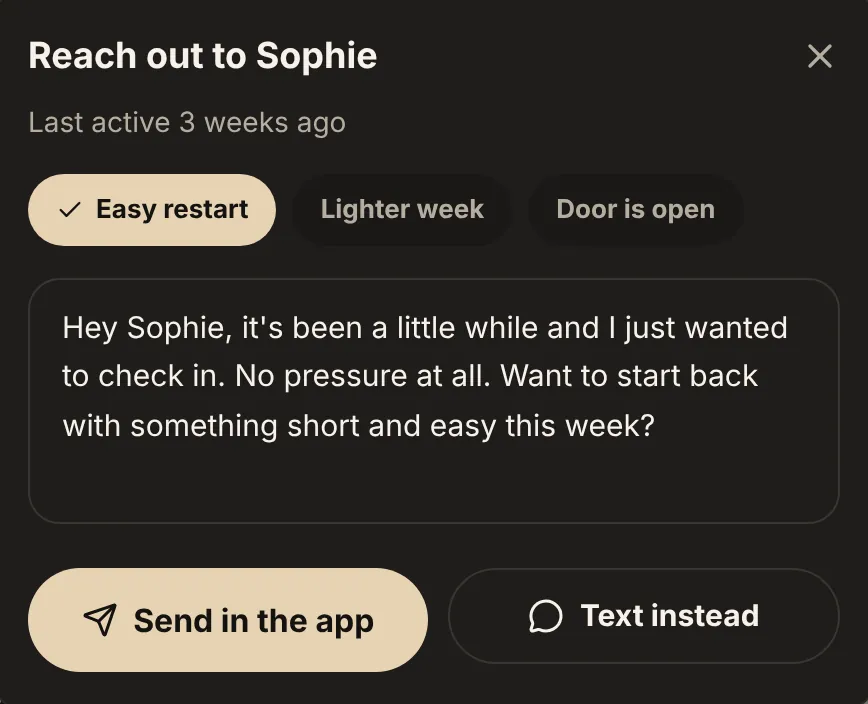 Reach out to Sophie
Last active 3 weeks ago
Easy restart
Lighter week
Door is open
Hey Sophie, it's been a little while and I just wanted
to check in. No pressure at all. Want to start back
with something short and easy this week?
Send in the app
Text instead